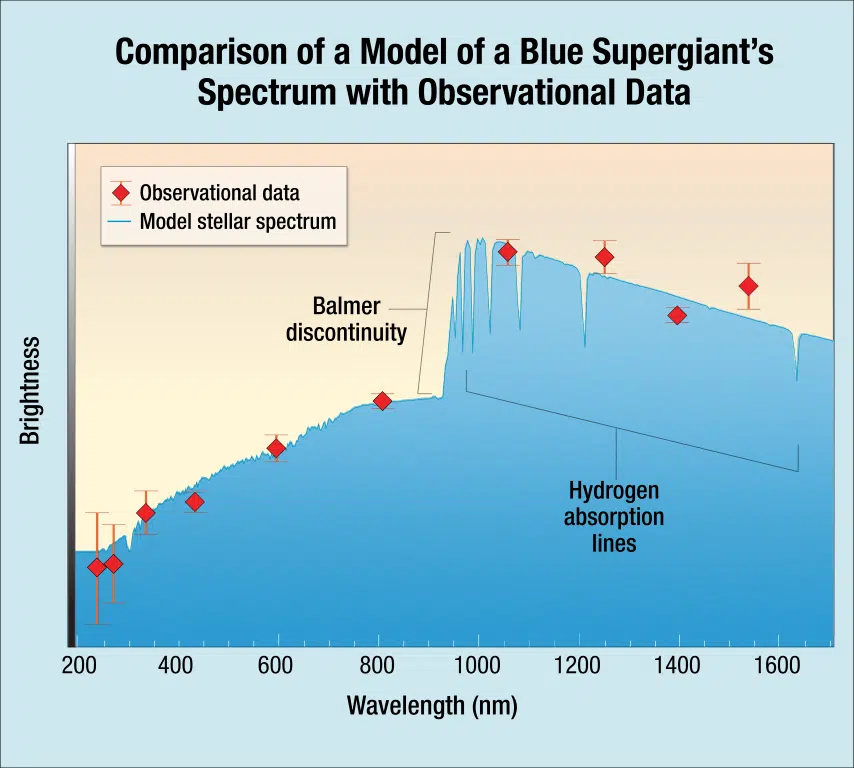 Comparison of a Model of a Blue Supergiant’s
Spectrum with Observational Data
Observational data
Model stellar spectrum
Balmer
discontinuity
Hydrogen
absorption
lines
Brightness
200 400 600 800 1000 1200 1400 1600
Wavelength (nm)